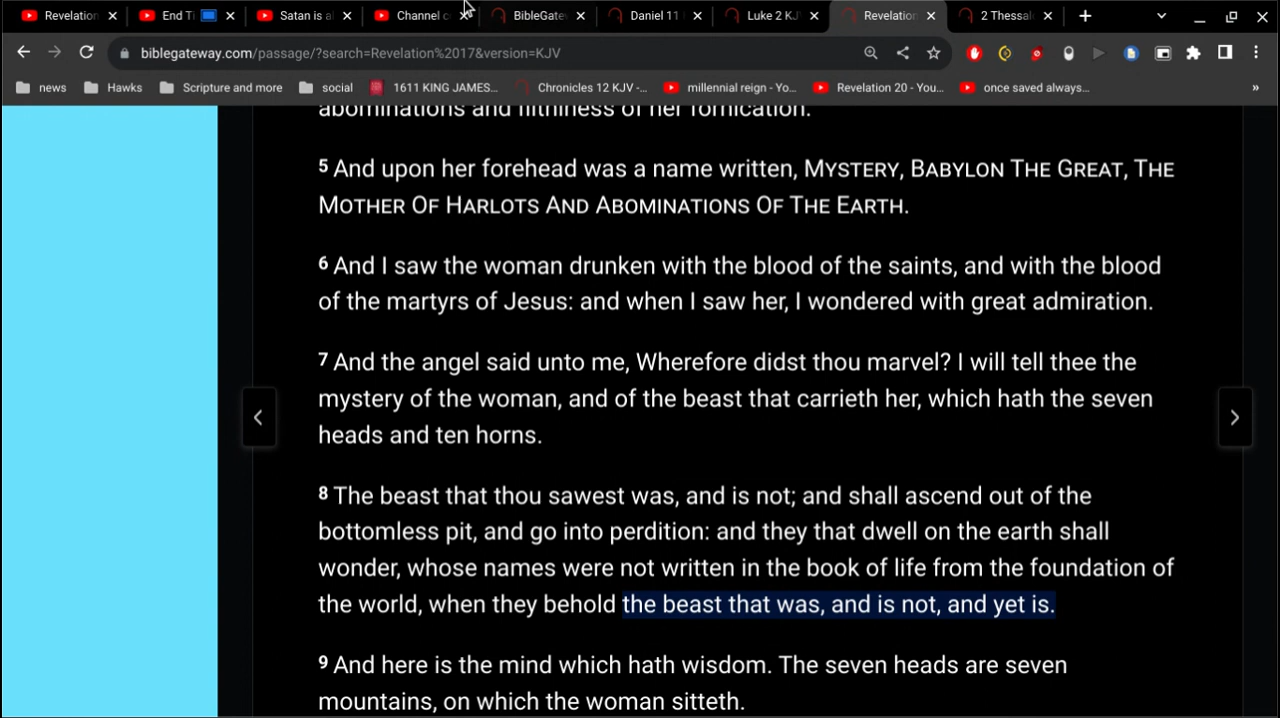 Revelation
End Ti
Satan is a
Channel c
BibleGate
Daniel 11
Luke 2 KJ
Revelation
2 Thessal
biblegateway.com/passage/?search=Revelation%2017&version=KJV
news
Hawks
Scripture and more
social
1611 KING JAMES...
Chronicles 12 KJV -...
millennial reign - Yo...
Revelation 20 - You...
once saved always...
»
abominations and filthiness of her fornication.
5 And upon her forehead was a name written, MYSTERY, BABYLON THE GREAT, THE
MOTHER OF HARLOTS AND ABOMINATIONS OF THE EARTH.
6 And I saw the woman drunken with the blood of the saints, and with the blood
of the martyrs of Jesus: and when I saw her, I wondered with great admiration.
7 And the angel said unto me, Wherefore didst thou marvel? I will tell thee the
mystery of the woman, and of the beast that carrieth her, which hath the seven
heads and ten horns.
8 The beast that thou sawest was, and is not; and shall ascend out of the
bottomless pit, and go into perdition: and they that dwell on the earth shall
wonder, whose names were not written in the book of life from the foundation of
the world, when they behold the beast that was, and is not, and yet is.
9 And here is the mind which hath wisdom. The seven heads are seven
mountains, on which the woman sitteth.